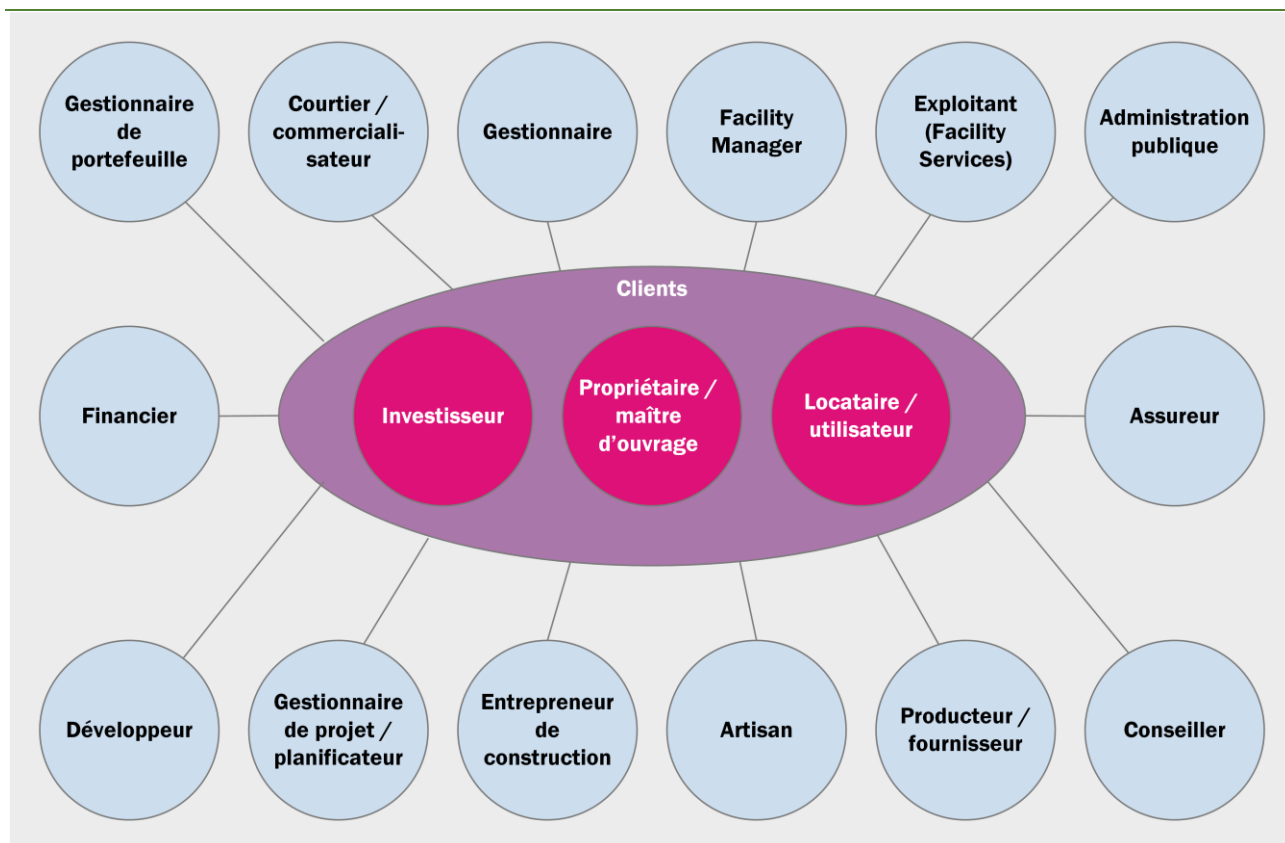 Gestionnaire
de
portefeuille
Courtier /
commerciali-
sateur
Gestionnaire
Facility
Manager
Exploitant
(Facility
Services)
Administration
publique
Clients
Financier
Investisseur
Propriétaire /
maître
d’ouvrage
Locataire /
utilisateur
Assureur
Développeur
Gestionnaire
de projet /
planificateur
Entrepreneur
de
construction
Artisan
Producteur /
fournisseur
Conseiller